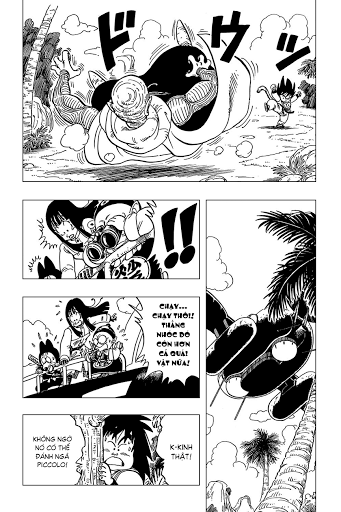 ドウッ
!!
CHẠY...
CHẠY THÔI!
THẰNG
NHÓC ĐÓ
CÒN HƠN
CẢ QUÁI
VẬT NỮA!
K-KINH
THẬT!
KHÔNG NGỜ
NÓ CÓ THỂ
ĐÁNH NGÃ
PICCOLO!